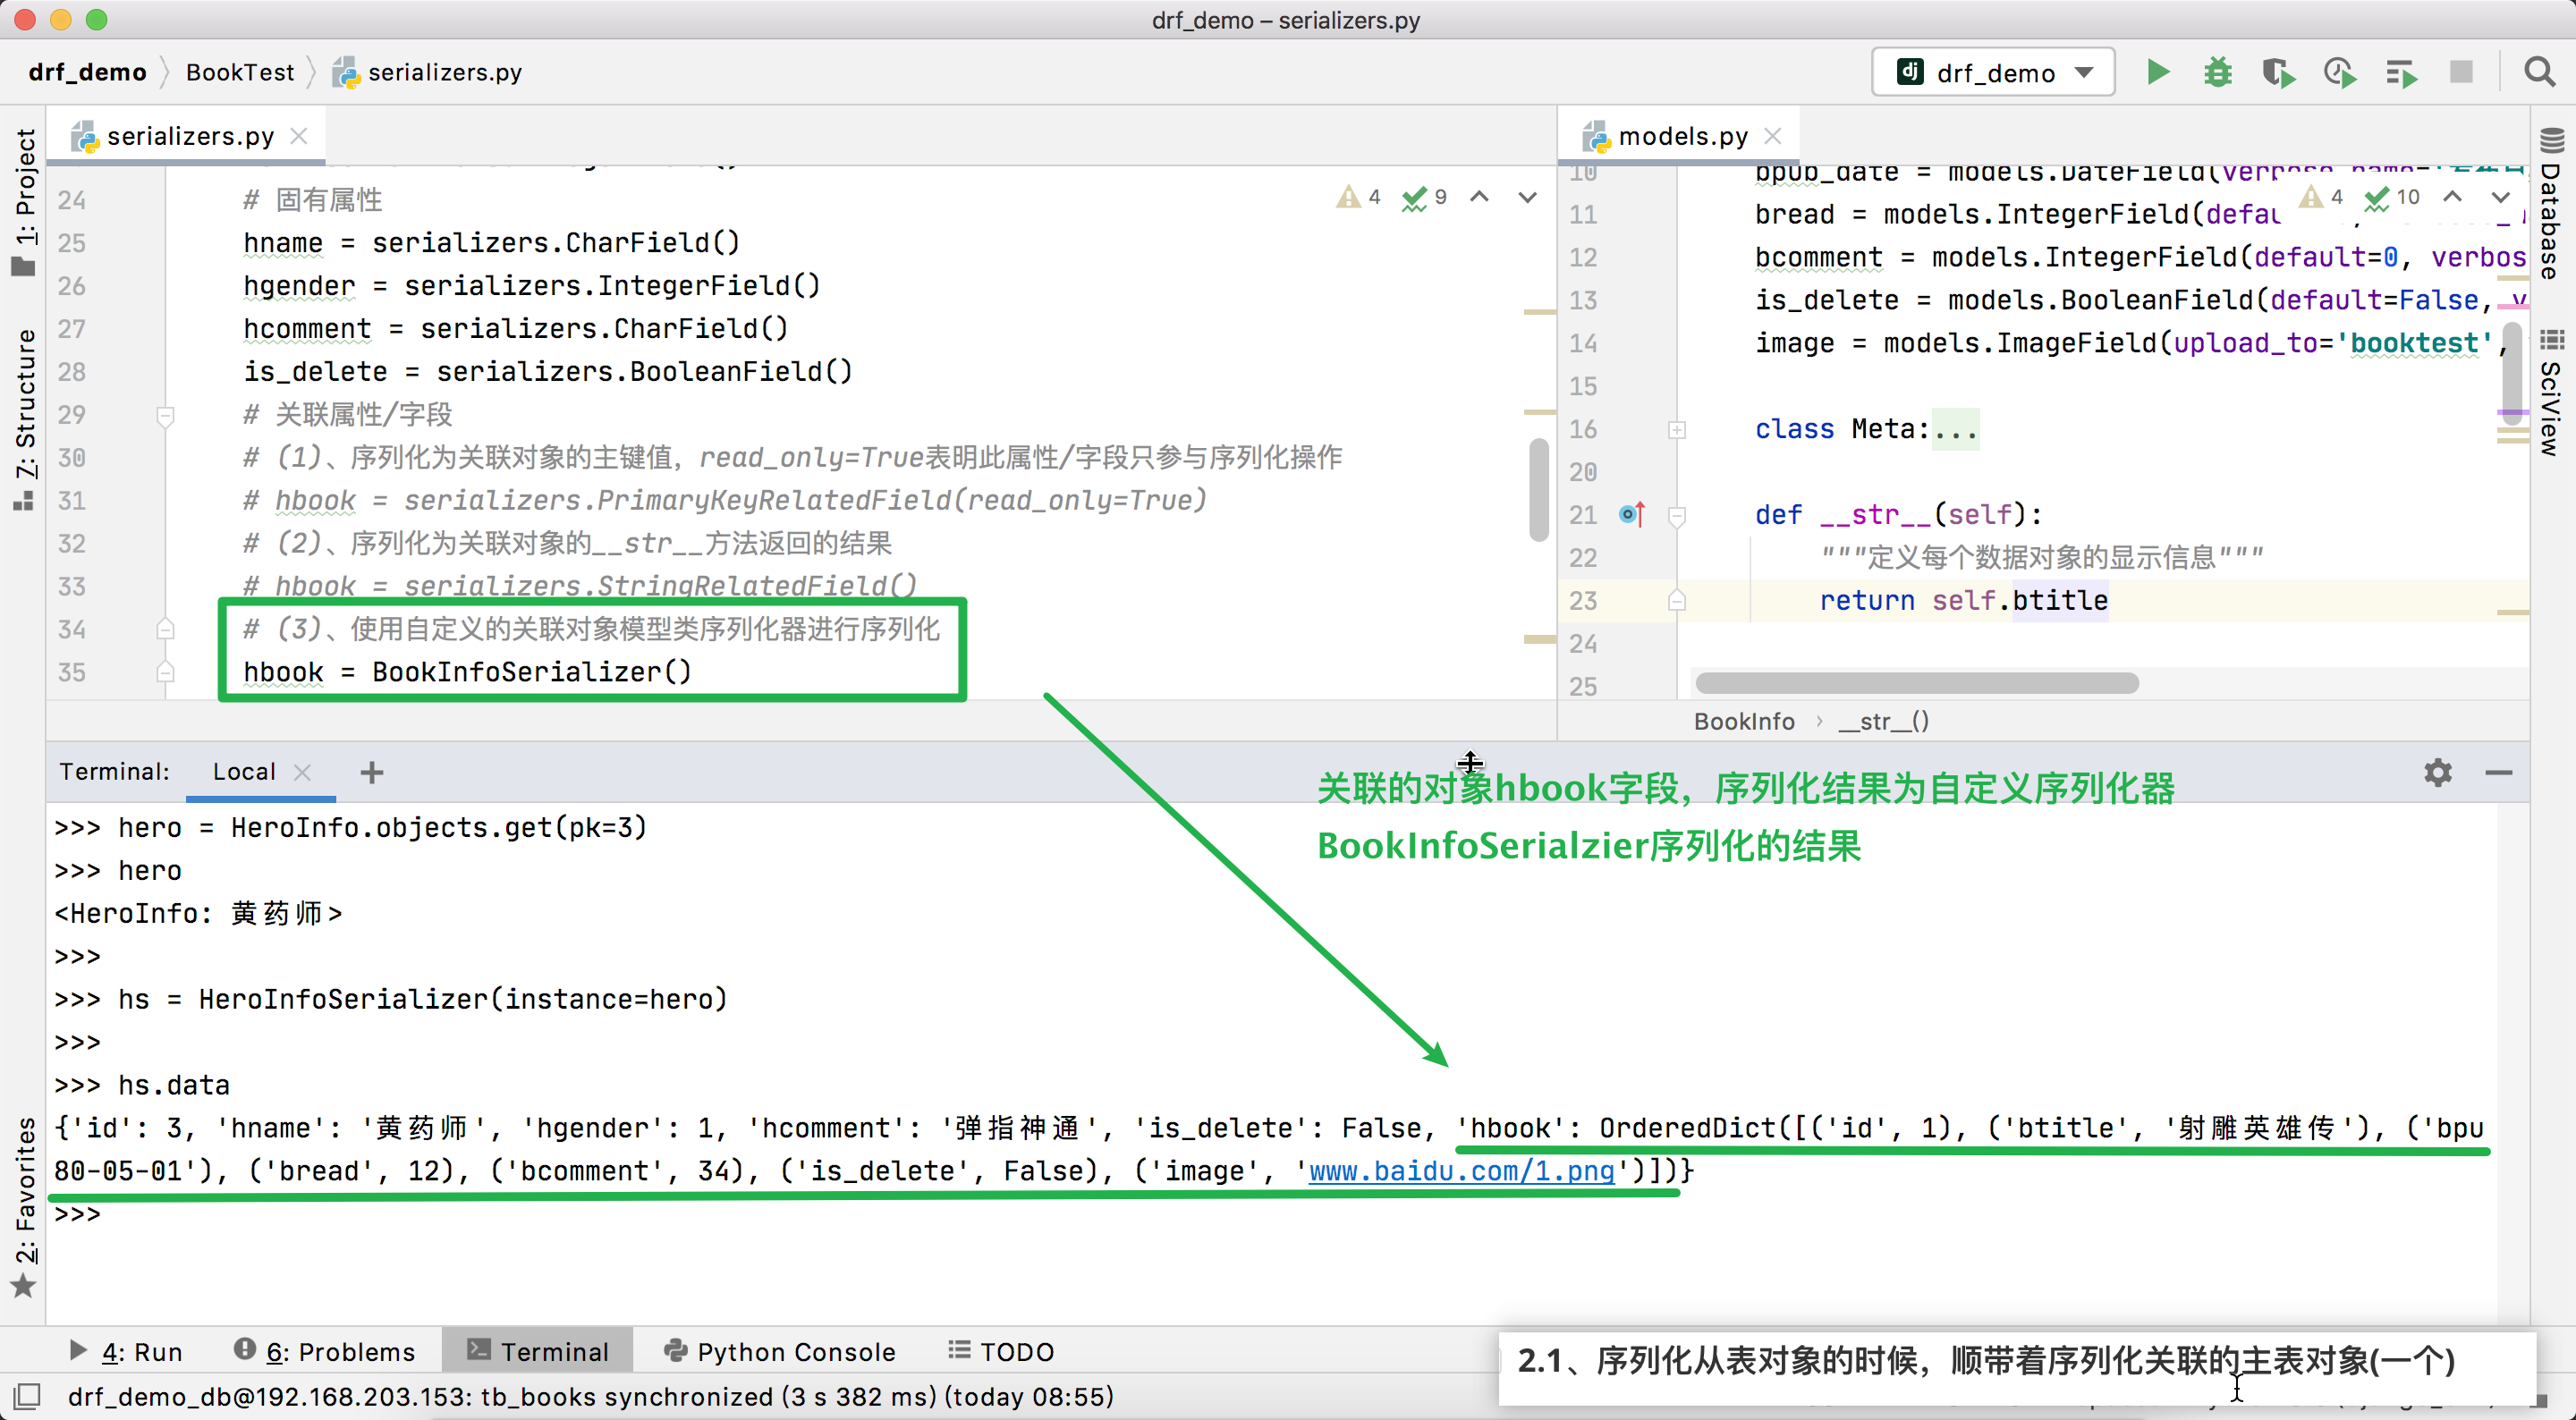 drf_demo – serializers.py
drf_demo BookTest serializers.py
drf_demo
1: Project
7: Structure
2: Favorites
serializers.py
24 # 固有属性
4 9
25 hname = serializers.CharField()
26 hgender = serializers.IntegerField()
27 hcomment = serializers.CharField()
28 is_delete = serializers.BooleanField()
29 # 关联属性/字段
30 # (1)、序列化为关联对象的主键值，read_only=True表明此属性/字段只参与序列化操作
31 # hbook = serializers.PrimaryKeyRelatedField(read_only=True)
32 # (2)、序列化为关联对象的__str__方法返回的结果
33 # hbook = serializers.StringRelatedField()
34 # (3)、使用自定义的关联对象模型类序列化器进行序列化
35 hbook = BookInfoSerializer()
models.py
10 bpub_date = models.DateField(verbose_name='发布日
4 10
11 bread = models.IntegerField(defau
12 bcomment = models.IntegerField(default=0, verbos
13 is_delete = models.BooleanField(default=False, v
14 image = models.ImageField(upload_to='booktest',
15
16 class Meta:...
20
21 def __str__(self):
22 """定义每个数据对象的显示信息"""
23 return self.btitle
24
25
BookInfo › __str__()
Database
SciView
Terminal: Local
关联的对象hbook字段，序列化结果为自定义序列化器
BookInfoSerialzier序列化的结果
>>> hero = HeroInfo.objects.get(pk=3)
>>> hero
<HeroInfo: 黄药师>
>>>
>>> hs = HeroInfoSerializer(instance=hero)
>>>
>>> hs.data
{'id': 3, 'hname': '黄药师', 'hgender': 1, 'hcomment': '弹指神通', 'is_delete': False, 'hbook': OrderedDict([('id', 1), ('btitle', '射雕英雄传'), ('bpu
80-05-01'), ('bread', 12), ('bcomment', 34), ('is_delete', False), ('image', 'www.baidu.com/1.png')])}
>>>
4: Run 6: Problems Terminal Python Console TODO
2.1、序列化从表对象的时候，顺带着序列化关联的主表对象(一个)
drf_demo_db@192.168.203.153: tb_books synchronized (3 s 382 ms) (today 08:55)